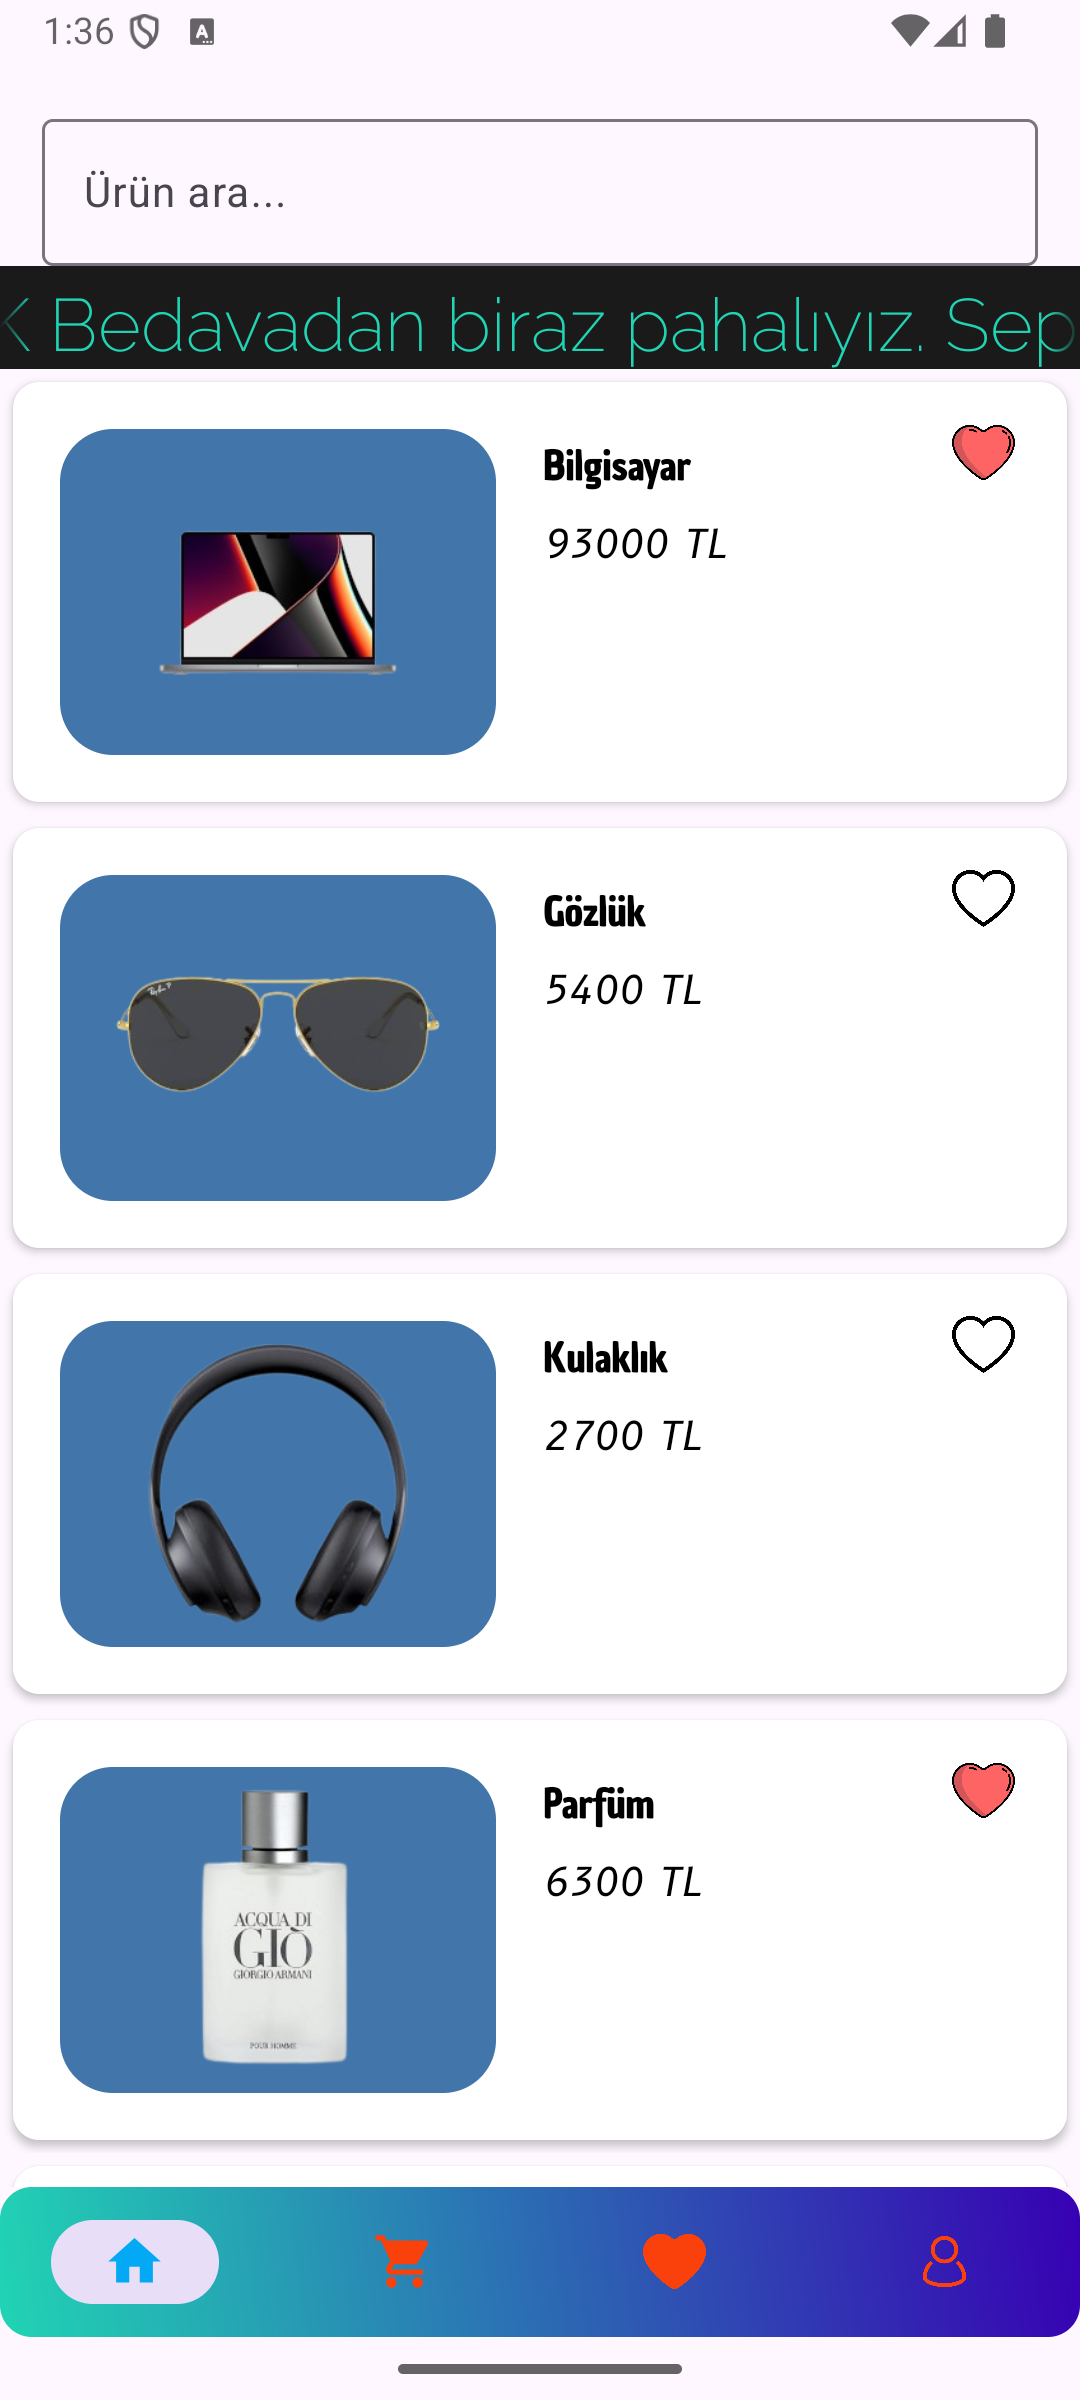 1:36
A
Ürün ara...
K Bedavadan biraz pahalıyız. Sep
Bilgisayar
93000 TL
Gözlük
5400 TL
Kulaklık
2700 TL
Parfüm
6300 TL
ACQUA DI
GIÒ
GIORGIO ARMANI
POUR HOMME